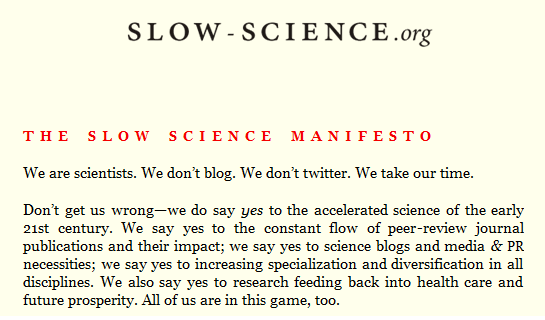 SLOW-SCIENCE.org
THE SLOW SCIENCE MANIFESTO
We are scientists. We don’t blog. We don’t twitter. We take our time.
Don’t get us wrong—we do say yes to the accelerated science of the early
21st century. We say yes to the constant flow of peer-review journal
publications and their impact; we say yes to science blogs and media & PR
necessities; we say yes to increasing specialization and diversification in all
disciplines. We also say yes to research feeding back into health care and
future prosperity. All of us are in this game, too.